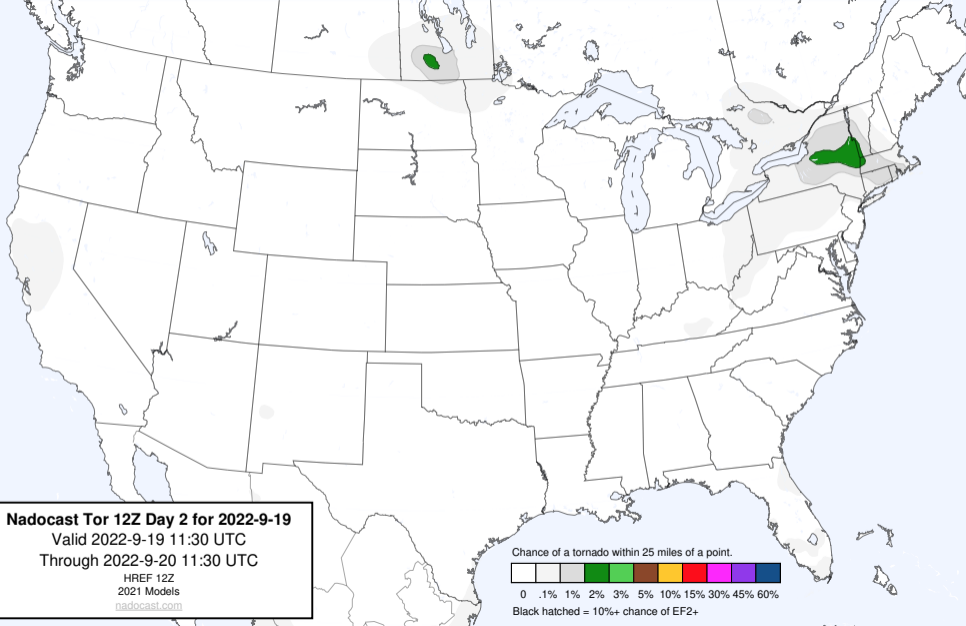 Nadocast Tor 12Z Day 2 for 2022-9-19
Valid 2022-9-19 11:30 UTC
Through 2022-9-20 11:30 UTC
HREF 12Z
2021 Models
nadocast.com
Chance of a tornado within 25 miles of a point.
0 .1% 1% 2% 3% 5% 10% 15% 30% 45% 60%
Black hatched = 10%+ chance of EF2+